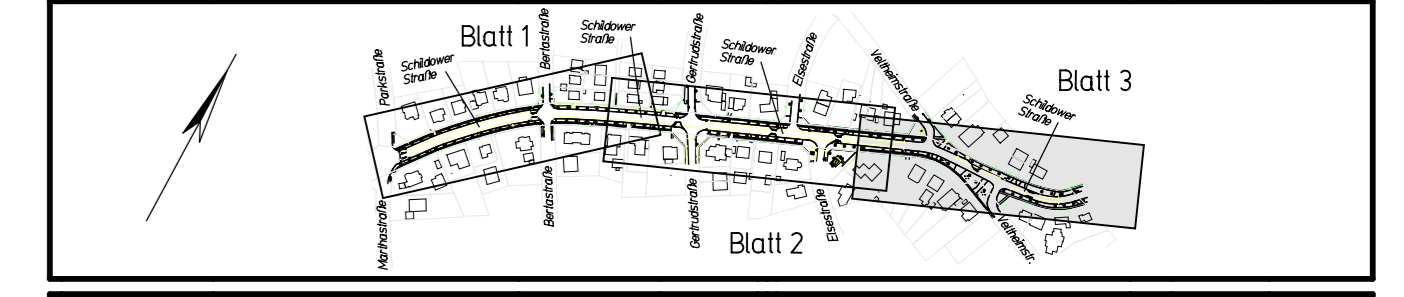 Blatt 1
Schildower
Straße
Bertastraße
Gertrudstraße
Schildower
Straße
Elsestraße
Veltheimstraße
Blatt 3
Parkstraße
Schildower
Straße
Schildower
Straße
Marthastraße
Bertastraße
Gertrudstraße
Blatt 2
Elsestraße
Veltheimstr.